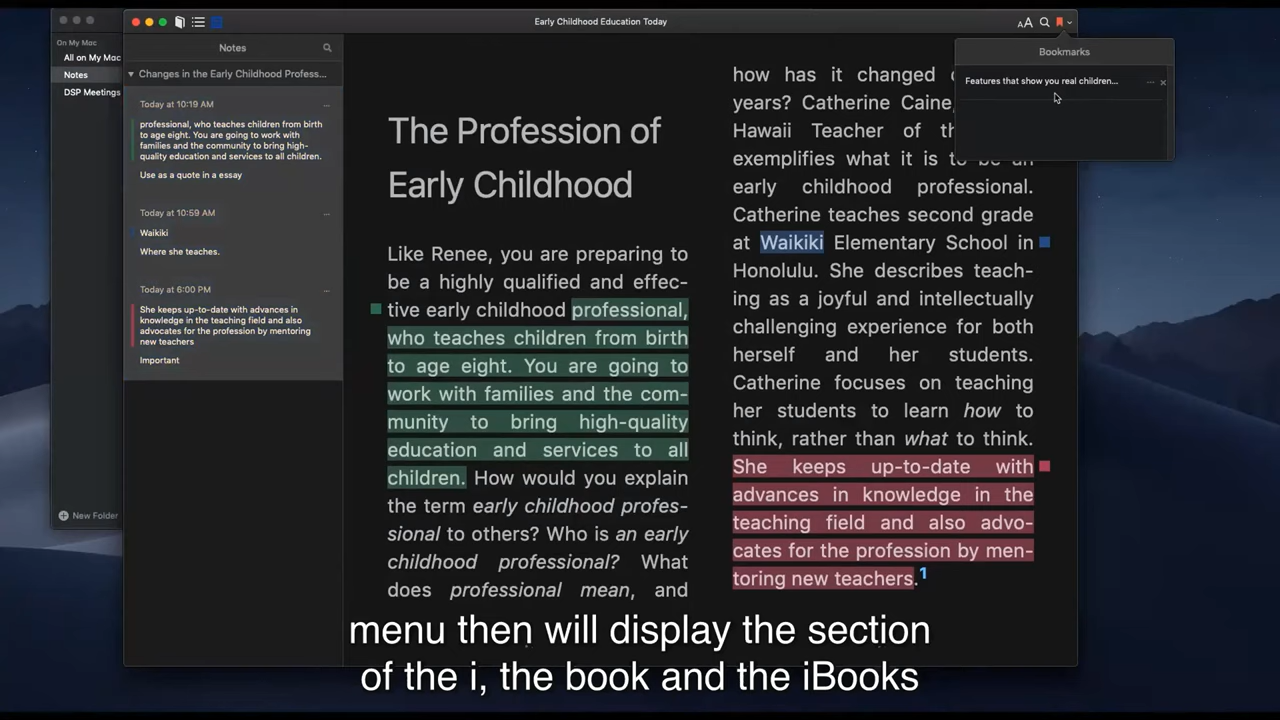 Early Childhood Education Today
AA
On My Mac
All on My Mac
Notes
DSP Meetings
New Folder
Notes
Changes in the Early Childhood Profess...
Today at 10:19 AM
professional, who teaches children from birth
to age eight. You are going to work with
families and the community to bring high-
quality education and services to all children.
Use as a quote in a essay
Today at 10:59 AM
Waikiki
Where she teaches.
Today at 6:00 PM
She keeps up-to-date with advances in
knowledge in the teaching field and also
advocates for the profession by mentoring
new teachers
Important
The Profession of
Early Childhood
Like Renee, you are preparing to
be a highly qualified and effec-
tive early childhood professional,
who teaches children from birth
to age eight. You are going to
work with families and the com-
munity to bring high-quality
education and services to all
children. How would you explain
the term early childhood profes-
sional to others? Who is an early
childhood professional? What
does professional mean, and
how has it changed
years? Catherine Caine,
Hawaii Teacher of th
exemplifies what it is to be an
early childhood professional.
Catherine teaches second grade
at Waikiki Elementary School in
Honolulu. She describes teach-
ing as a joyful and intellectually
challenging experience for both
herself and her students.
Catherine focuses on teaching
her students to learn how to
think, rather than what to think.
She keeps up-to-date with
advances in knowledge in the
teaching field and also advo-
cates for the profession by men-
toring new teachers.1
Bookmarks
Features that show you real children...
menu then will display the section
of the i, the book and the iBooks